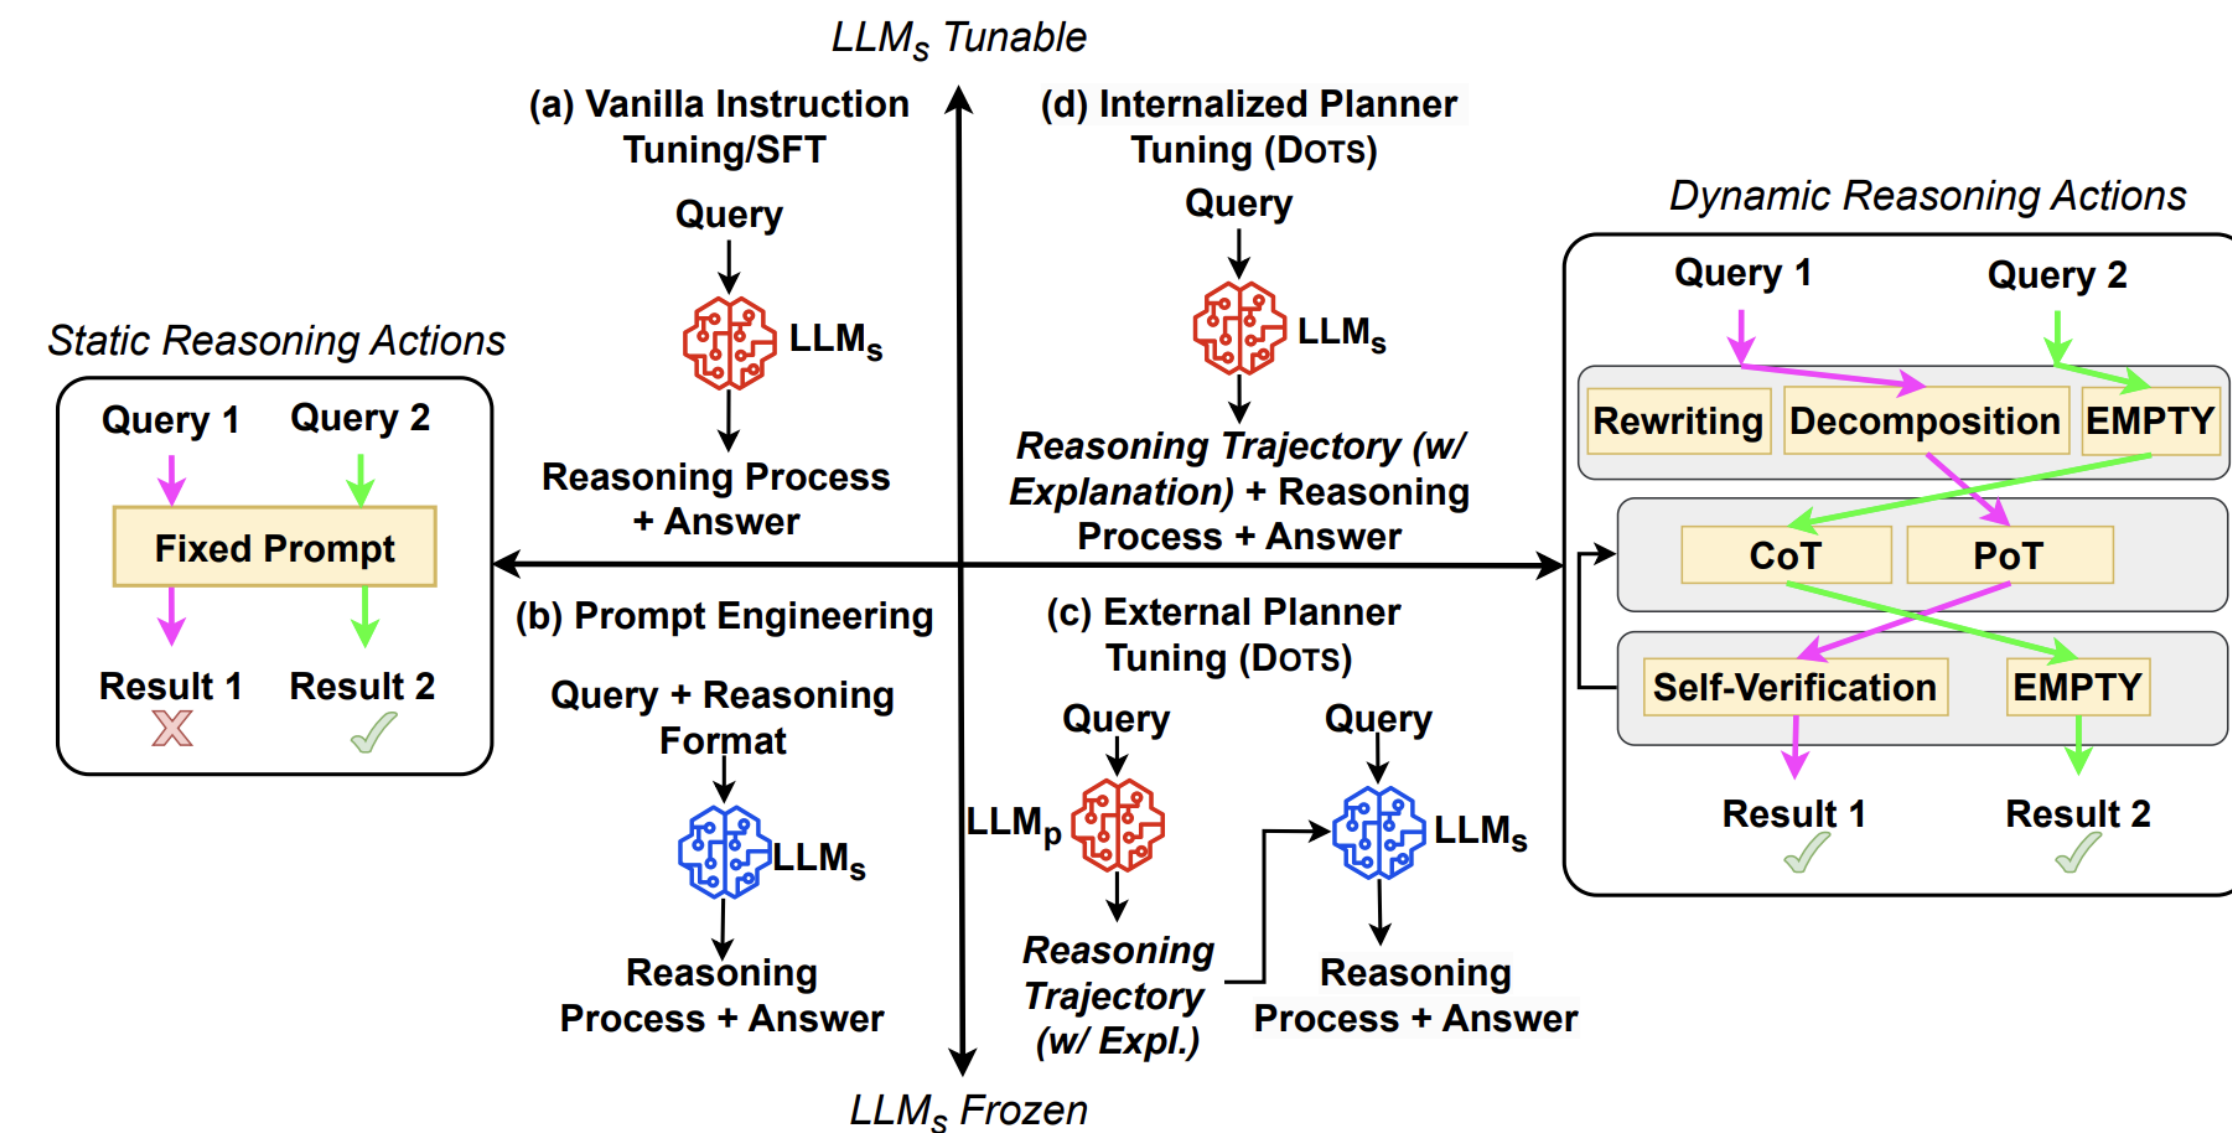 LLMs Tunable
(a) Vanilla Instruction
Tuning/SFT
Query
LLMs
Reasoning Process
+ Answer
(d) Internalized Planner
Tuning (DOTS)
Query
LLMs
Reasoning Trajectory (w/
Explanation) + Reasoning
Process + Answer
Static Reasoning Actions
Query 1
Query 2
Fixed Prompt
Result 1
Result 2
(b) Prompt Engineering
Query + Reasoning
Format
LLMs
Reasoning
Process + Answer
(c) External Planner
Tuning (DOTS)
Query
LLMp
Reasoning
Trajectory
(w/ Expl.)
Query
LLMs
Reasoning
Process + Answer
Dynamic Reasoning Actions
Query 1
Query 2
Rewriting
Decomposition
EMPTY
CoT
PoT
Self-Verification
EMPTY
Result 1
Result 2
LLMs Frozen